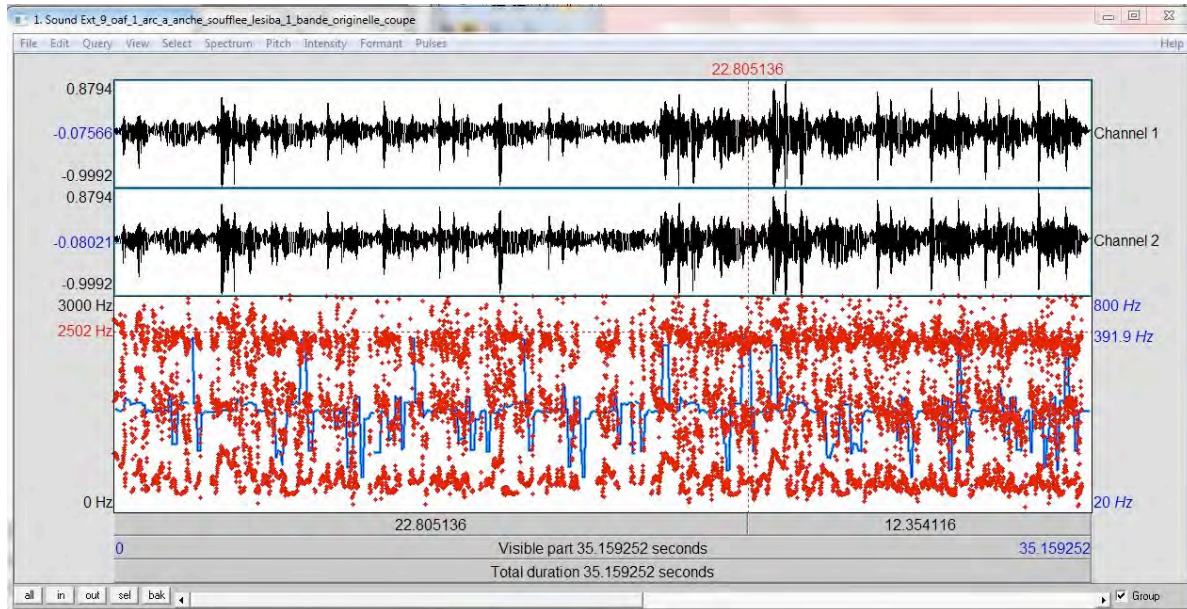 1. Sound Ext_9_oaf_1_arc_a_anche_soufflee_lesiba_1_bande_originelle_coupe
File Edit Query View Select Spectrum Pitch Intensity Formant Pulses Help
22.805136
0.8794
-0.07566
Channel 1
-0.9992
0.8794
-0.08021
Channel 2
-0.9992
3000 Hz
800 Hz
2502 Hz
391.9 Hz
0 Hz
20 Hz
22.805136 12.354116
0 Visible part 35.159252 seconds 35.159252
Total duration 35.159252 seconds
all in out sel bak Group